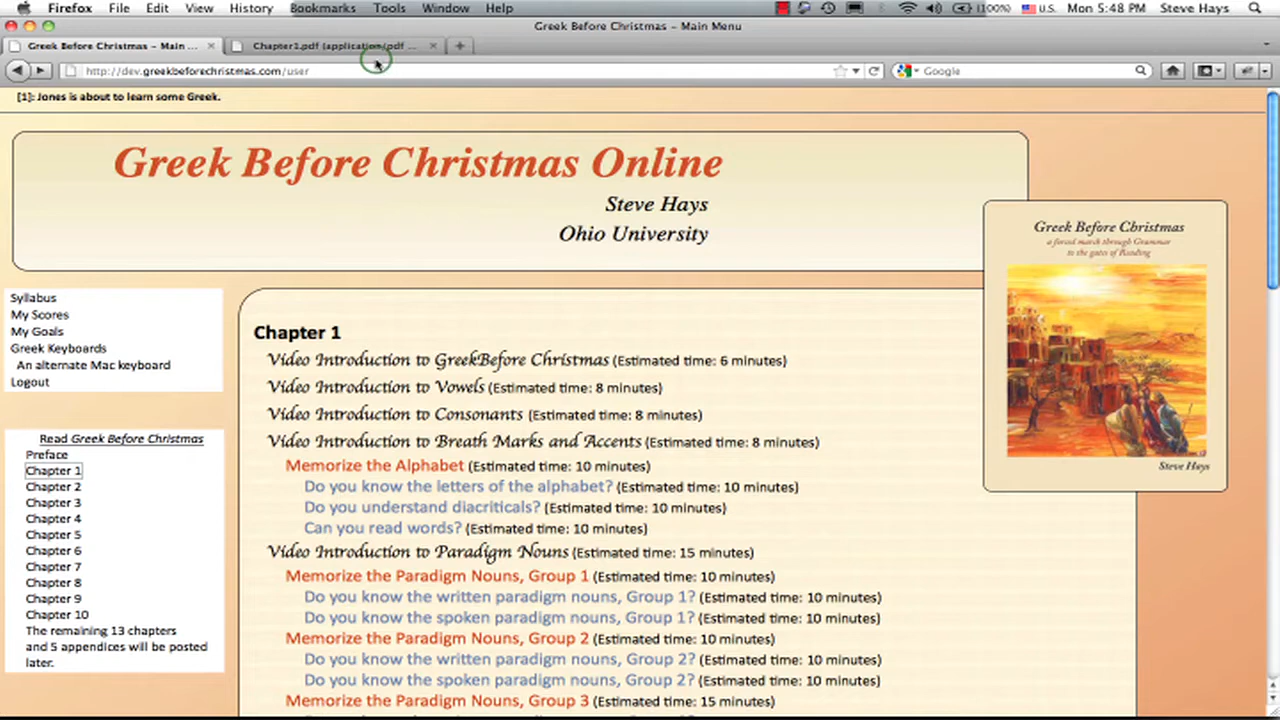 Firefox File Edit View History Bookmarks Tools Window Help (100%) U.S. Mon 5:48 PM Steve Hays
Greek Before Christmas – Main Menu
Greek Before Christmas – Main ... Chapter1.pdf (application/pdf ...
http://dev.greekbeforechristmas.com/user Google
[1]: Jones is about to learn some Greek.
Greek Before Christmas Online
Steve Hays
Ohio University
Greek Before Christmas
a forced march through Grammar
to the gates of Reading
Steve Hays
Syllabus
My Scores
My Goals
Greek Keyboards
An alternate Mac keyboard
Logout
Read Greek Before Christmas
Preface
Chapter 1
Chapter 2
Chapter 3
Chapter 4
Chapter 5
Chapter 6
Chapter 7
Chapter 8
Chapter 9
Chapter 10
The remaining 13 chapters
and 5 appendices will be posted
later.
Chapter 1
Video Introduction to GreekBefore Christmas (Estimated time: 6 minutes)
Video Introduction to Vowels (Estimated time: 8 minutes)
Video Introduction to Consonants (Estimated time: 8 minutes)
Video Introduction to Breath Marks and Accents (Estimated time: 8 minutes)
Memorize the Alphabet (Estimated time: 10 minutes)
Do you know the letters of the alphabet? (Estimated time: 10 minutes)
Do you understand diacriticals? (Estimated time: 10 minutes)
Can you read words? (Estimated time: 10 minutes)
Video Introduction to Paradigm Nouns (Estimated time: 15 minutes)
Memorize the Paradigm Nouns, Group 1 (Estimated time: 10 minutes)
Do you know the written paradigm nouns, Group 1? (Estimated time: 10 minutes)
Do you know the spoken paradigm nouns, Group 1? (Estimated time: 10 minutes)
Memorize the Paradigm Nouns, Group 2 (Estimated time: 10 minutes)
Do you know the written paradigm nouns, Group 2? (Estimated time: 10 minutes)
Do you know the spoken paradigm nouns, Group 2? (Estimated time: 10 minutes)
Memorize the Paradigm Nouns, Group 3 (Estimated time: 15 minutes)